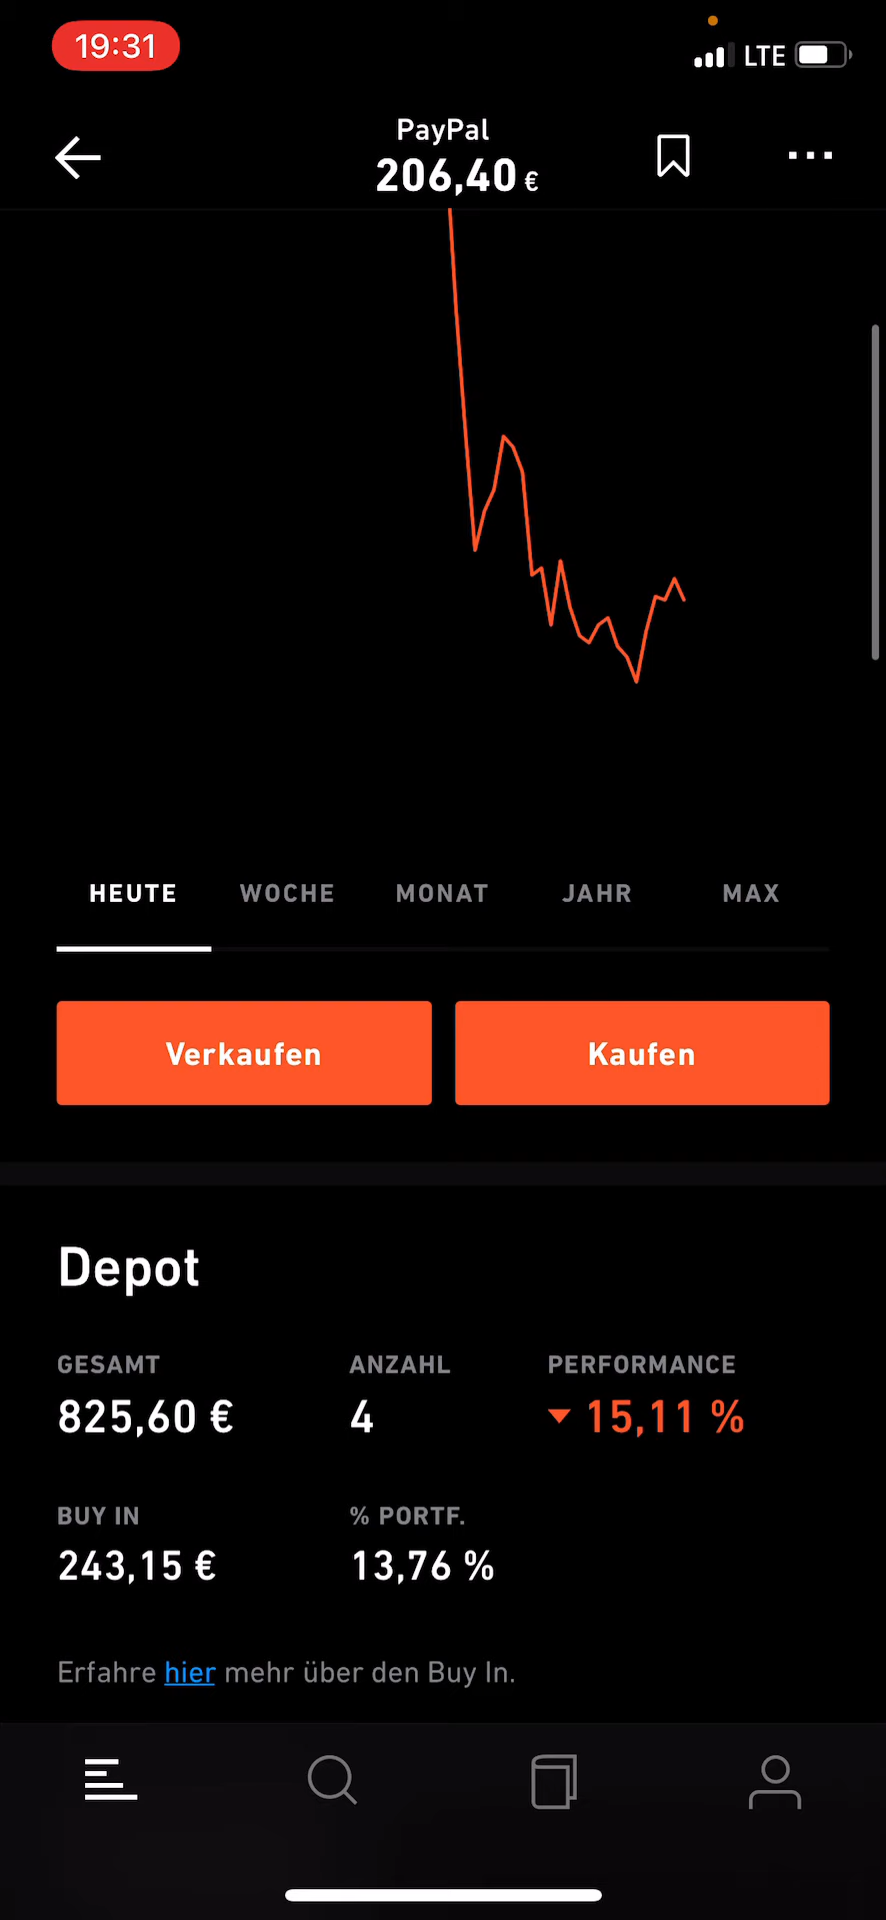 19:31
LTE
PayPal
206,40 €
HEUTE WOCHE MONAT JAHR MAX
Verkaufen Kaufen
Depot
GESAMT ANZAHL PERFORMANCE
825,60 € 4 15,11 %
BUY IN % PORTF.
243,15 € 13,76 %
Erfahre hier mehr über den Buy In.